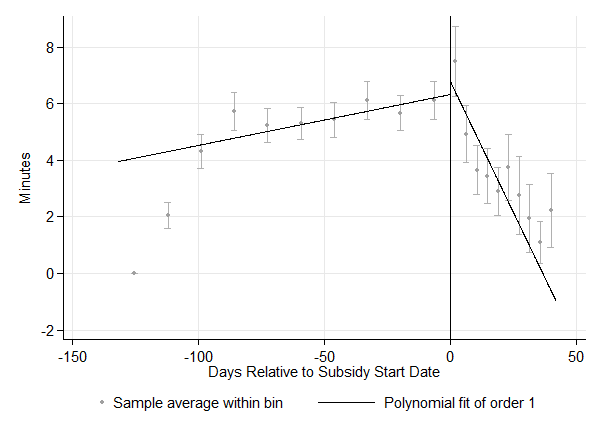 8
6
4
2
0
-2
Minutes
-150
-100
-50
0
50
Days Relative to Subsidy Start Date
Sample average within bin
Polynomial fit of order 1